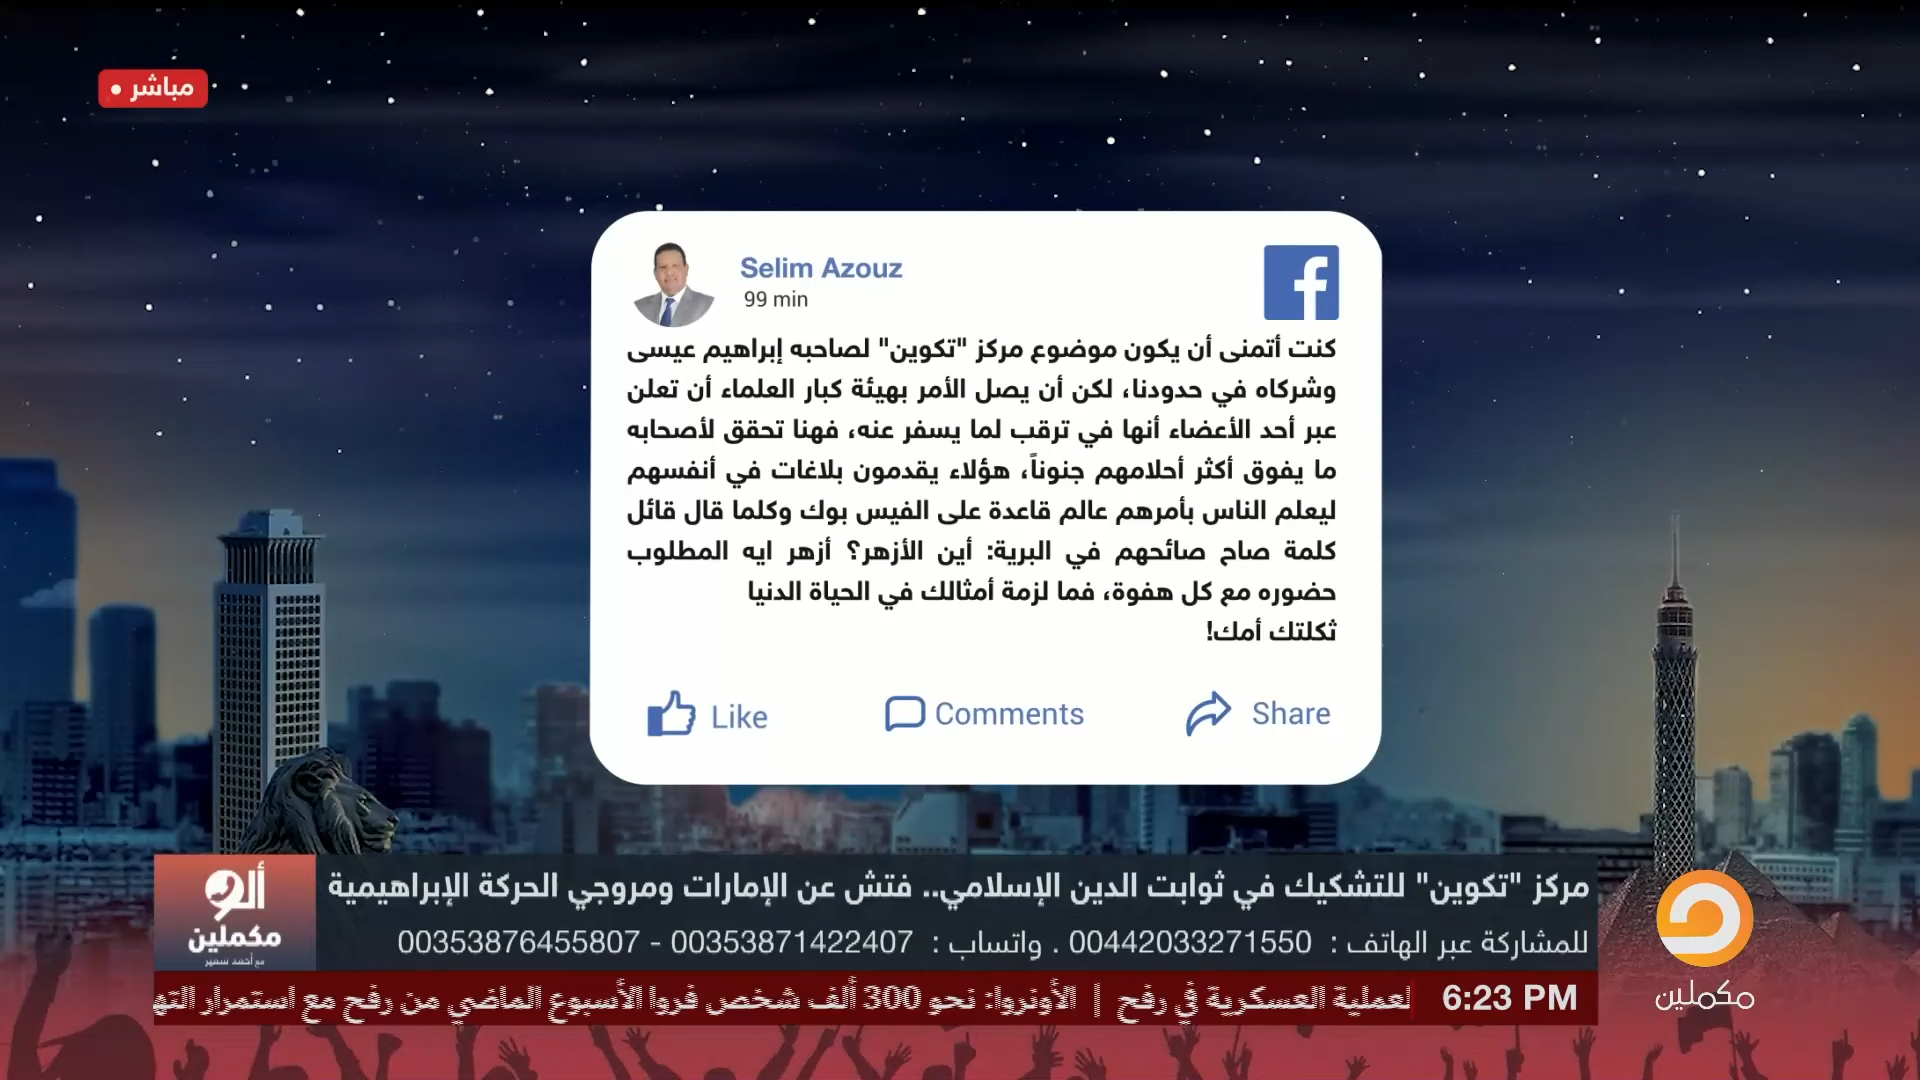 مباشر
Selim Azouz
99 min
كنت أتمنى أن يكون موضوع مركز "تكوين" لصاحبه إبراهيم عيسى
وشركاه في حدودنا، لكن أن يصل الأمر بهيئة كبار العلماء أن تعلن
عبر أحد الأعضاء أنها في ترقب لما يسفر عنه، فهنا تحقق لأصحابه
ما يفوق أكثر أحلامهم جنوناً، هؤلاء يقدمون بلاغات في أنفسهم
ليعلم الناس بأمرهم عالم قاعدة على الفيس بوك وكلما قال قائل
كلمة صاح صائحهم في البرية: أين الأزهر؟ أزهر ايه المطلوب
حضوره مع كل هفوة، فما لزمة أمثالك في الحياة الدنيا
ثكلتك أمك!
Like
Comments
Share
مركز "تكوين" للتشكيك في ثوابت الدين الإسلامي.. فتش عن الإمارات ومروجي الحركة الإبراهيمية
للمشاركة عبر الهاتف : 00442033271550 . واتساب : 00353871422407 - 00353876455807
ألو
مكملين
مع أحمد سمير
6:23 PM
لعملية العسكرية في رفح | الأونروا: نحو 300 ألف شخص فروا الأسبوع الماضي من رفح مع استمرار
مكملين